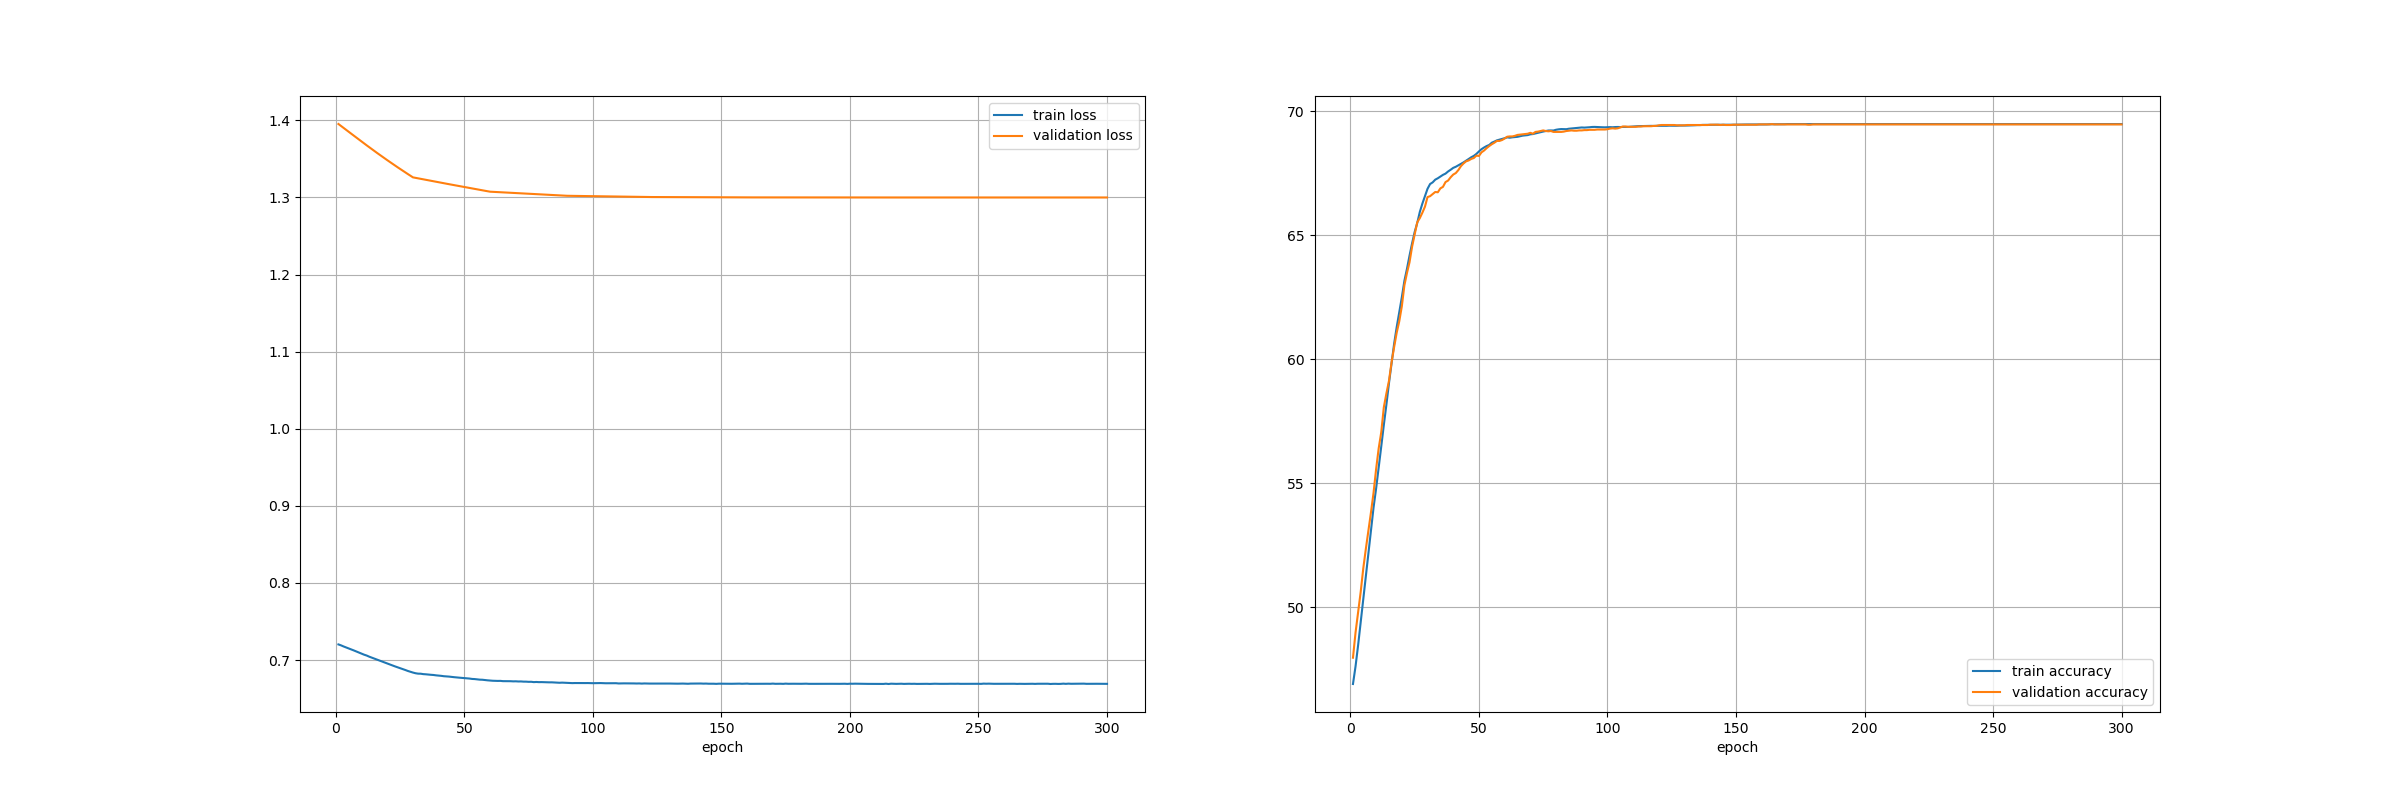 1.4
1.3
1.2
1.1
1.0
0.9
0.8
0.7
0 50 100 150 200 250 300
epoch
train loss
validation loss
70
65
60
55
50
0 50 100 150 200 250 300
epoch
train accuracy
validation accuracy